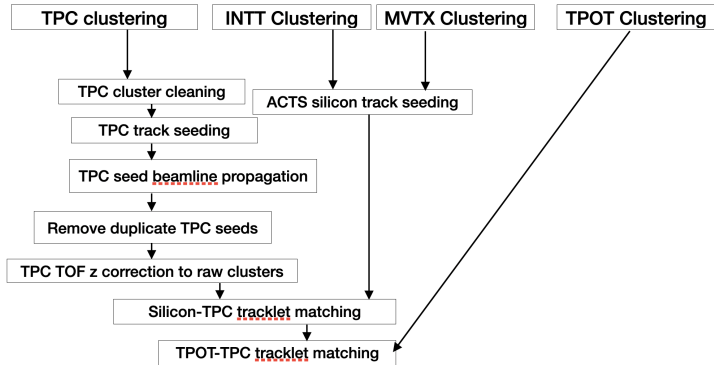 TPC clustering
INTT Clustering
MVTX Clustering
TPOT Clustering
TPC cluster cleaning
ACTS silicon track seeding
TPC track seeding
TPC seed beamline propagation
Remove duplicate TPC seeds
TPC TOF z correction to raw clusters
Silicon-TPC tracklet matching
TPOT-TPC tracklet matching